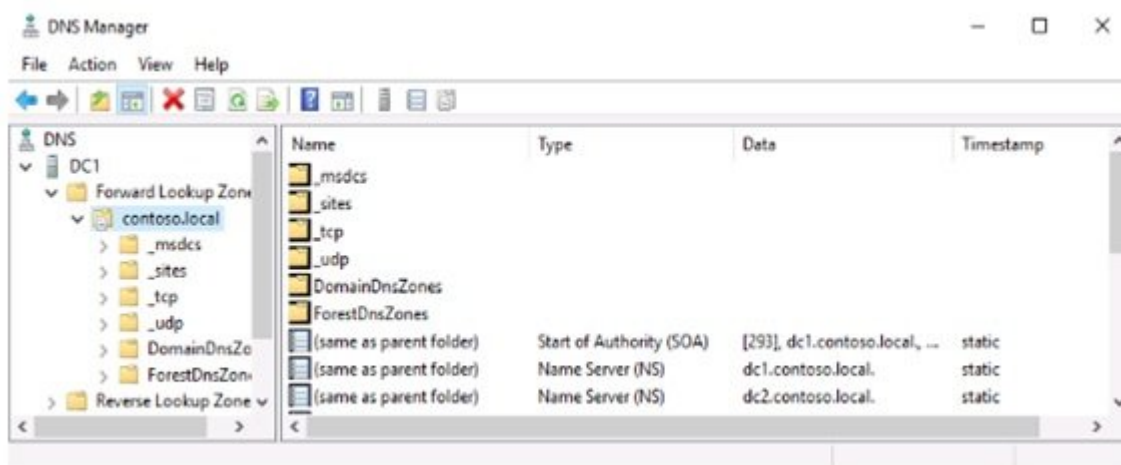 DNS Manager
File Action View Help
DNS
DC1
Forward Lookup Zone
contoso.local
_msdcs
_sites
_tcp
_udp
DomainDnsZo
ForestDnsZon
Reverse Lookup Zone
Name Type Data Timestamp
_msdcs
_sites
_tcp
_udp
DomainDnsZones
ForestDnsZones
(same as parent folder) Start of Authority (SOA) [293], dc1.contoso.local., ... static
(same as parent folder) Name Server (NS) dc1.contoso.local. static
(same as parent folder) Name Server (NS) dc2.contoso.local. static